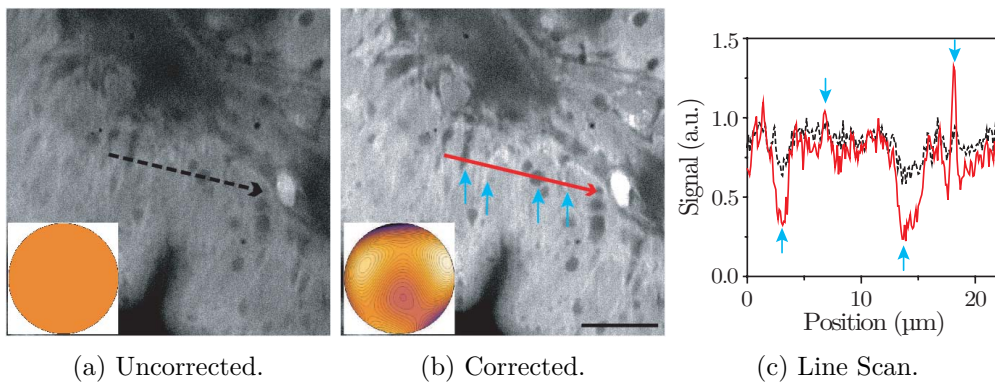 (a) Uncorrected.
(b) Corrected.
1.5
1.0
0.5
0.0
Signal (a.u.)
0
10
20
Position (µm)
(c) Line Scan.